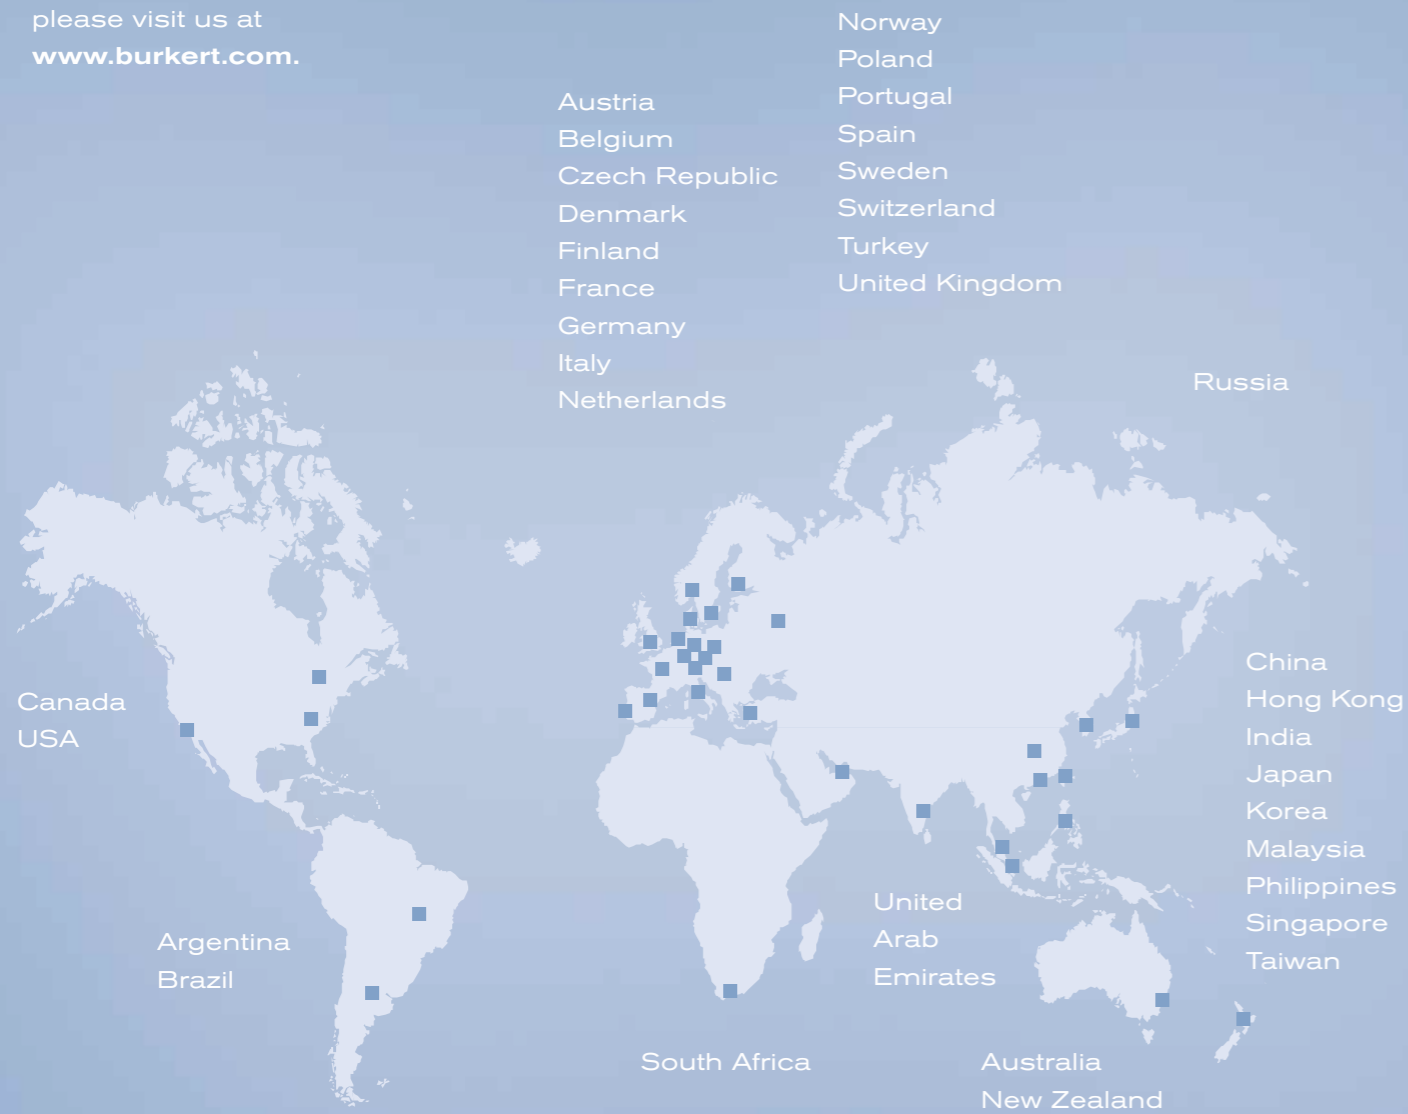 please visit us at
www.burkert.com.
Austria
Belgium
Czech Republic
Denmark
Finland
France
Germany
Italy
Netherlands
Norway
Poland
Portugal
Spain
Sweden
Switzerland
Turkey
United Kingdom
Russia
Canada
USA
China
Hong Kong
India
Japan
Korea
Malaysia
Philippines
Singapore
Taiwan
Argentina
Brazil
United
Arab
Emirates
South Africa
Australia
New Zealand